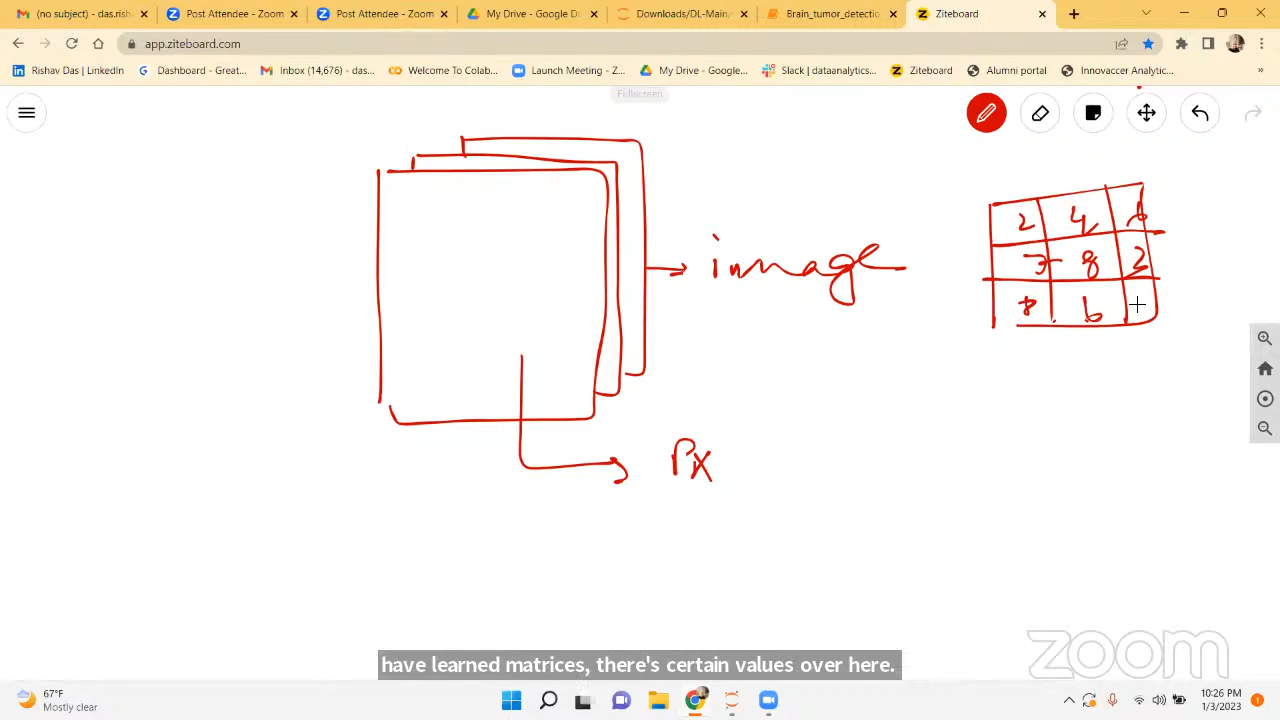 (no subject) - das.rish
Post Attendee - Zoom
Post Attendee - Zoom
My Drive - Google D
Downloads/DL-Main/
Brain_tumor_detectio
Ziteboard
app.ziteboard.com
Rishav Das | LinkedIn
Dashboard - Great...
Inbox (14,676) - das...
Welcome To Colab...
Launch Meeting - Z...
My Drive - Google...
Slack | dataanalytics...
Ziteboard
Alumni portal
Innovaccer Analytic...
»
Fullscreen
image
2 4
3 8 2
8 6
Px
have learned matrices, there's certain values over here.
zoom
67°F
Mostly clear
10:26 PM
1/3/2023
1